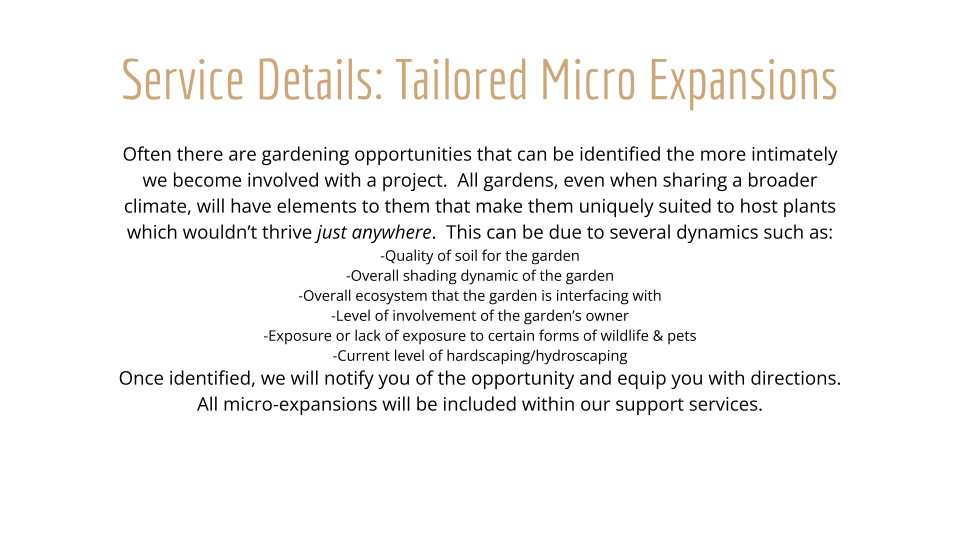 Service Details: Tailored Micro Expansions
Often there are gardening opportunities that can be identified the more intimately
we become involved with a project.  All gardens, even when sharing a broader
climate, will have elements to them that make them uniquely suited to host plants
which wouldn’t thrive just anywhere.  This can be due to several dynamics such as:
-Quality of soil for the garden
-Overall shading dynamic of the garden
-Overall ecosystem that the garden is interfacing with
-Level of involvement of the garden’s owner
-Exposure or lack of exposure to certain forms of wildlife & pets
-Current level of hardscaping/hydroscaping
Once identified, we will notify you of the opportunity and equip you with directions.
All micro-expansions will be included within our support services.